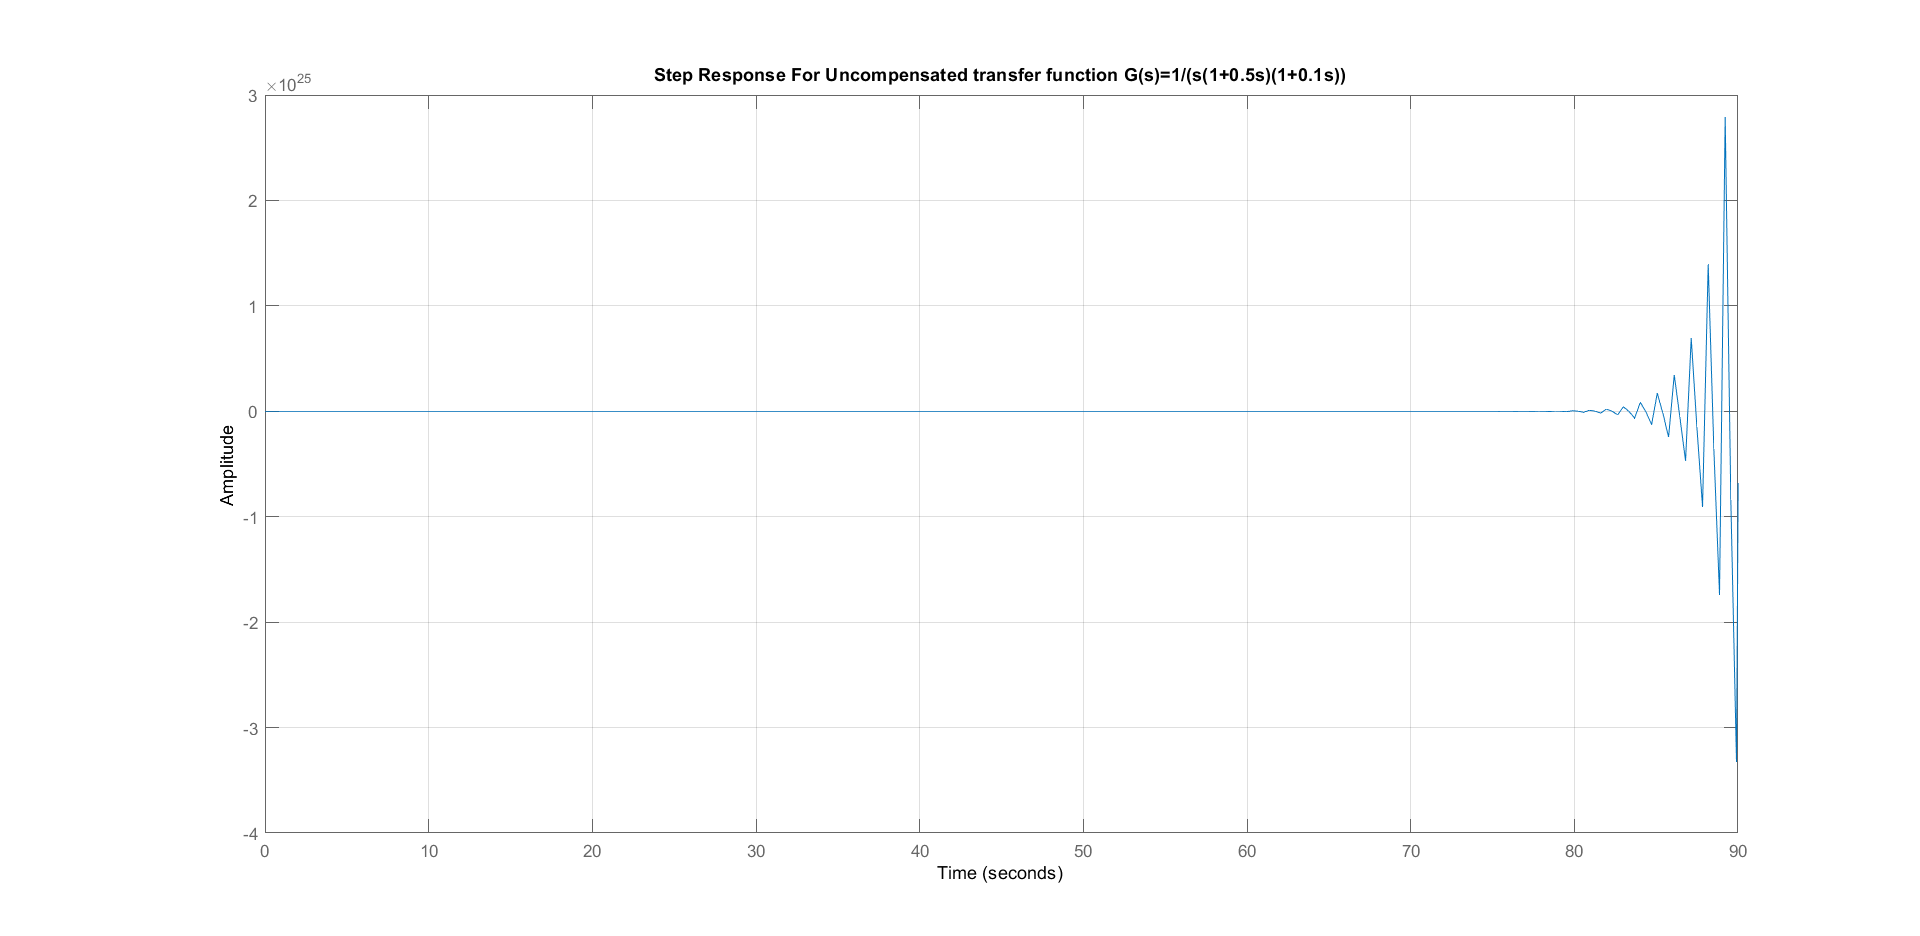 Step Response For Uncompensated transfer function G(s)=1/(s(1+0.5s)(1+0.1s))
×10^25
3
2
1
0
-1
-2
-3
-4
Amplitude
0 10 20 30 40 50 60 70 80 90
Time (seconds)